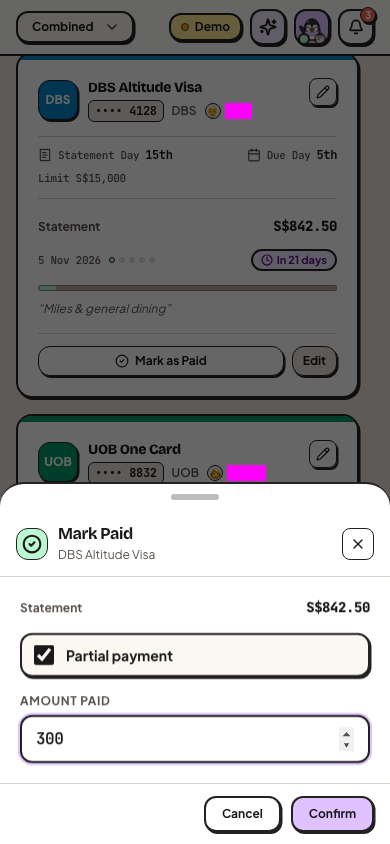 Combined
Demo
3
DBS
DBS Altitude Visa
•••• 4128 DBS
Statement Day 15th
Due Day 5th
Limit S$15,000
Statement S$842.50
5 Nov 2026
In 21 days
"Miles & general dining"
Mark as Paid
Edit
UOB
UOB One Card
•••• 8832 UOB
Mark Paid
DBS Altitude Visa
Statement S$842.50
Partial payment
AMOUNT PAID
300
Cancel
Confirm